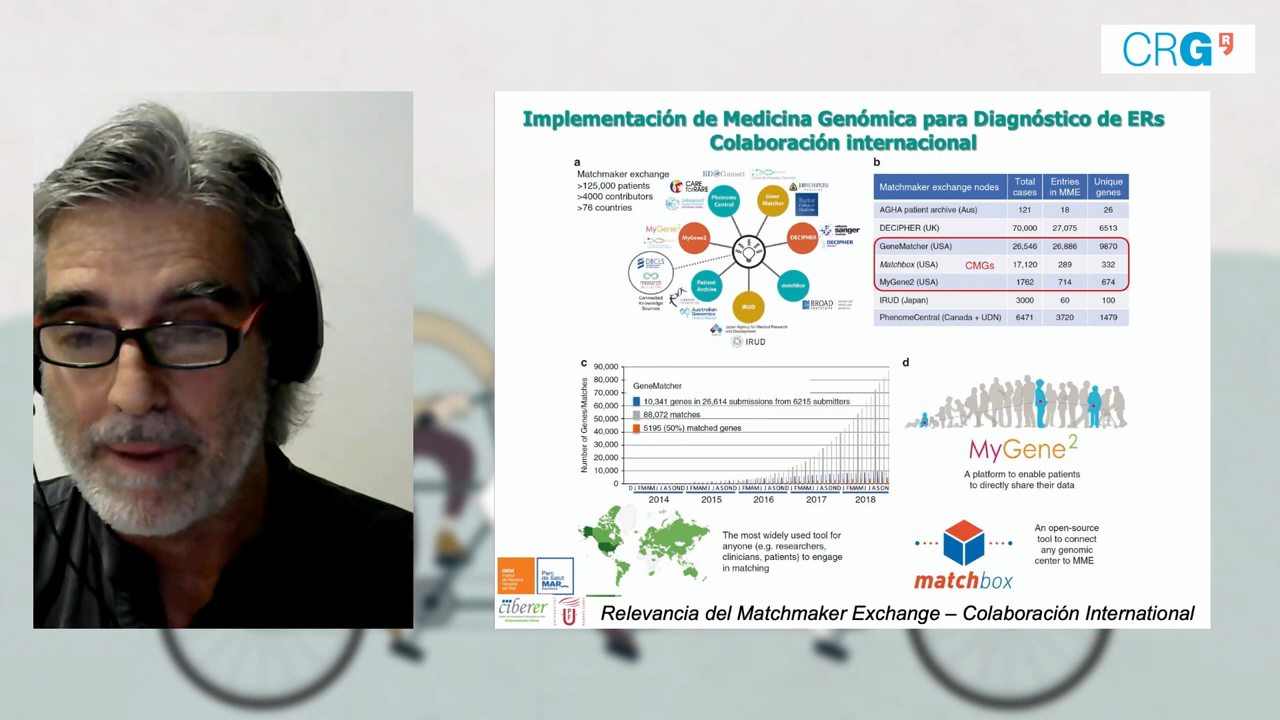 CRG
Implementación de Medicina Genómica para Diagnóstico de ERs
Colaboración internacional
a
Matchmaker exchange
>125,000 patients
>4000 contributors
>76 countries
RD Connect
CARE for RARE
Phenome
Central
Gene
Matcher
JOHNS HOPKINS
Baylor
College of
Medicine
MyGene2
MyGene2
DECIPHER
sanger
DECIPHER
DBCLS
monarch
Connected
Knowledge
Sources
Patient
Archive
matchbox
Australian
Genomics
IRUD
BROAD
INSTITUTE
Japan Agency for Medical Research
and Development
IRUD
b
Matchmaker exchange nodes Total cases Entries in MME Unique genes
AGHA patient archive (Aus) 121 18 26
DECIPHER (UK) 70,000 27,075 6513
GeneMatcher (USA) 26,546 26,886 9870
Matchbox (USA) CMGs 17,120 289 332
MyGene2 (USA) 1762 714 674
IRUD (Japan) 3000 60 100
PhenomeCentral (Canada + UDN) 6471 3720 1479
c
Number of Genes/Matches
90,000
80,000
70,000
60,000
50,000
40,000
30,000
20,000
10,000
0
GeneMatcher
10,341 genes in 26,614 submissions from 6215 submitters
88,072 matches
5195 (50%) matched genes
2014 2015 2016 2017 2018
d
MyGene2
A platform to enable patients
to directly share their data
The most widely used tool for
anyone (e.g. researchers,
clinicians, patients) to engage
in matching
matchbox
An open-source
tool to connect
any genomic
center to MME
IMIM
Parc
de Salut
MAR
Barcelona
ciberer
Relevancia del Matchmaker Exchange – Colaboración International